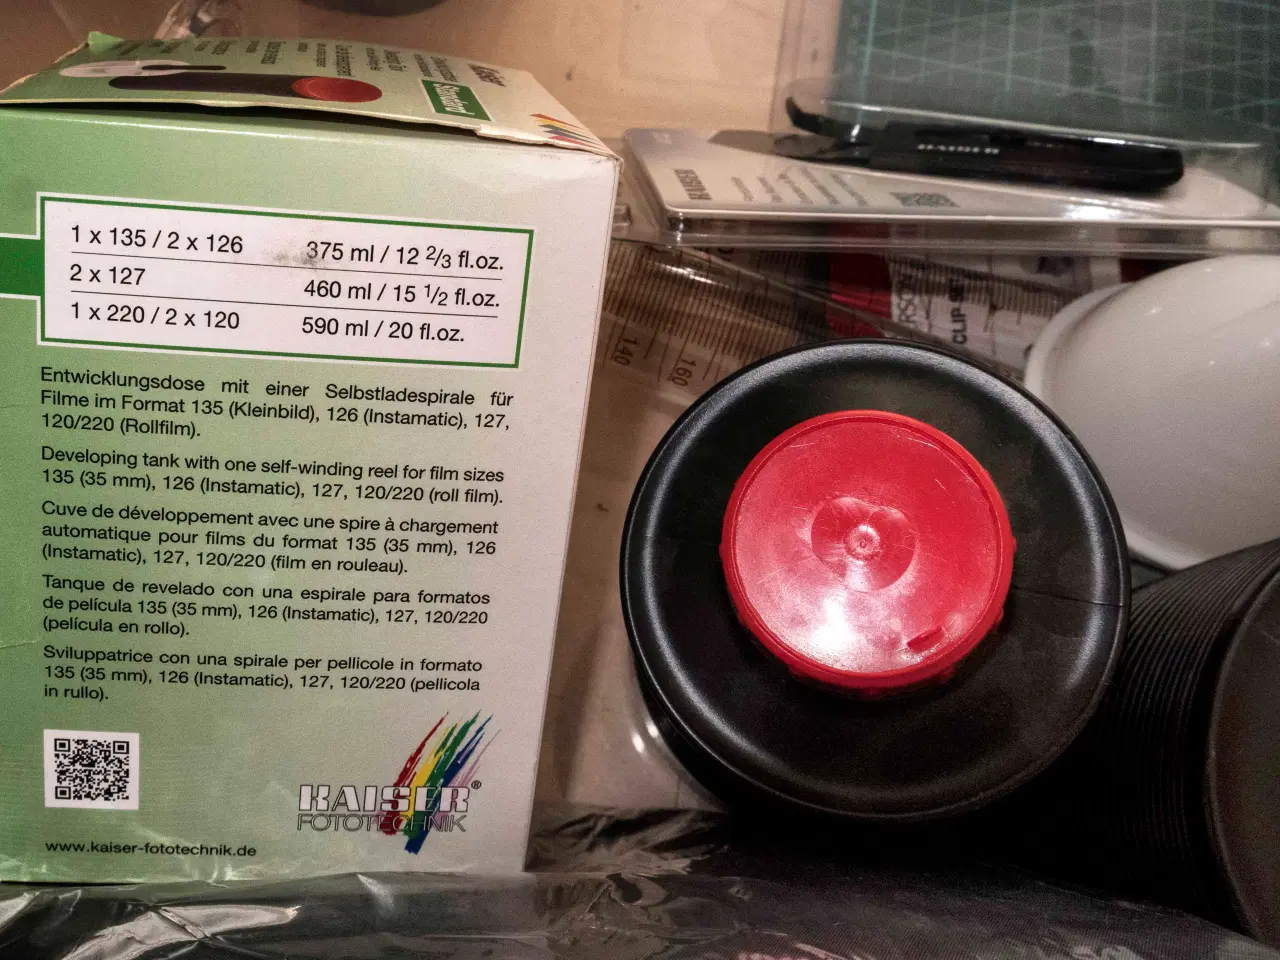 Kaiser
Standard
1 x 135 / 2 x 126 375 ml / 12 2/3 fl.oz.
2 x 127 460 ml / 15 1/2 fl.oz.
1 x 220 / 2 x 120 590 ml / 20 fl.oz.
Entwicklungsdose mit einer Selbstladespirale für
Filme im Format 135 (Kleinbild), 126 (Instamatic), 127,
120/220 (Rollfilm).
Developing tank with one self-winding reel for film sizes
135 (35 mm), 126 (Instamatic), 127, 120/220 (roll film).
Cuve de développement avec une spire à chargement
automatique pour films du format 135 (35 mm), 126
(Instamatic), 127, 120/220 (film en rouleau).
Tanque de revelado con una espirale para formatos
de película 135 (35 mm), 126 (Instamatic), 127, 120/220
(película en rollo).
Sviluppatrice con una spirale per pellicole in formato
135 (35 mm), 126 (Instamatic), 127, 120/220 (pellicola
in rullo).
KAISER®
FOTOTECHNIK
www.kaiser-fototechnik.de
KAISER
KAISER
140
160
CLIP SET